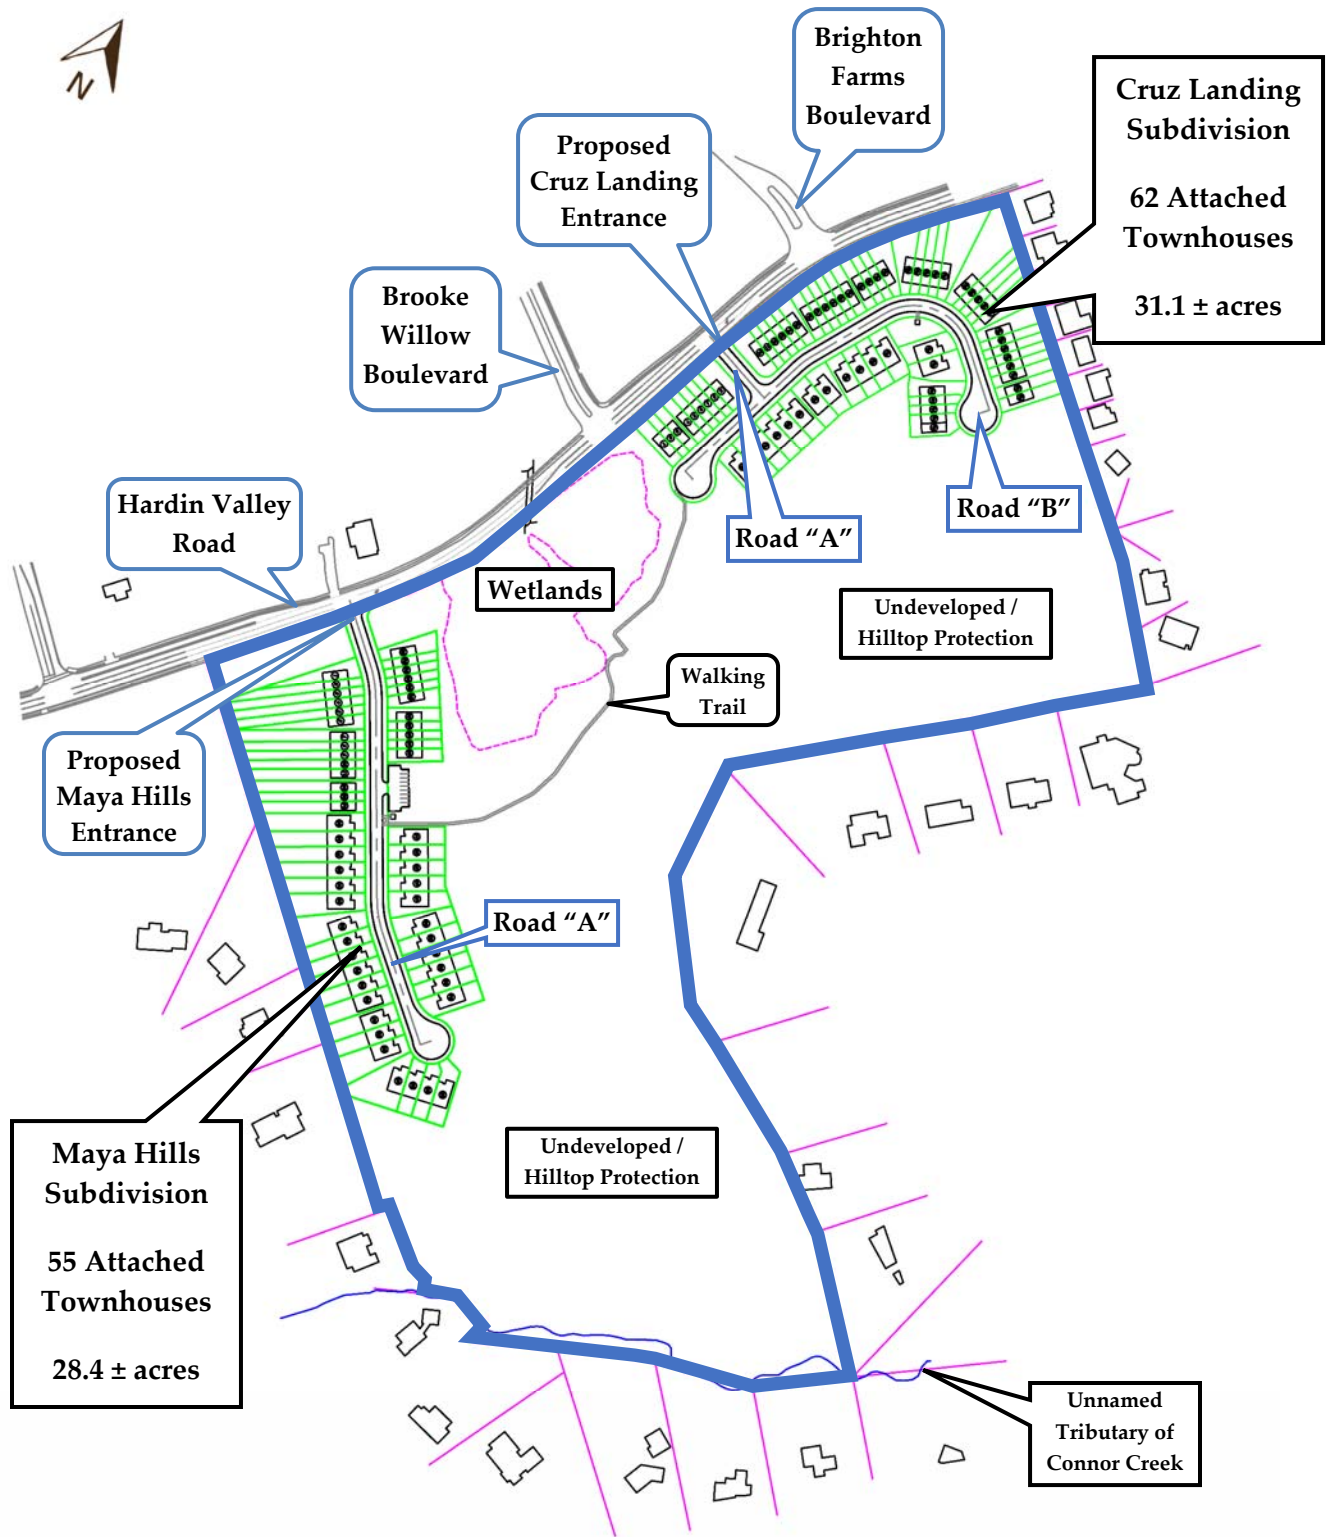 N
Brighton
Farms
Boulevard
Cruz Landing
Subdivision
62 Attached
Townhouses
31.1 ± acres
Proposed
Cruz Landing
Entrance
Brooke
Willow
Boulevard
Hardin Valley
Road
Road “A”
Road “B”
Wetlands
Undeveloped /
Hilltop Protection
Walking
Trail
Proposed
Maya Hills
Entrance
Road “A”
Maya Hills
Subdivision
55 Attached
Townhouses
28.4 ± acres
Undeveloped /
Hilltop Protection
Unnamed
Tributary of
Connor Creek